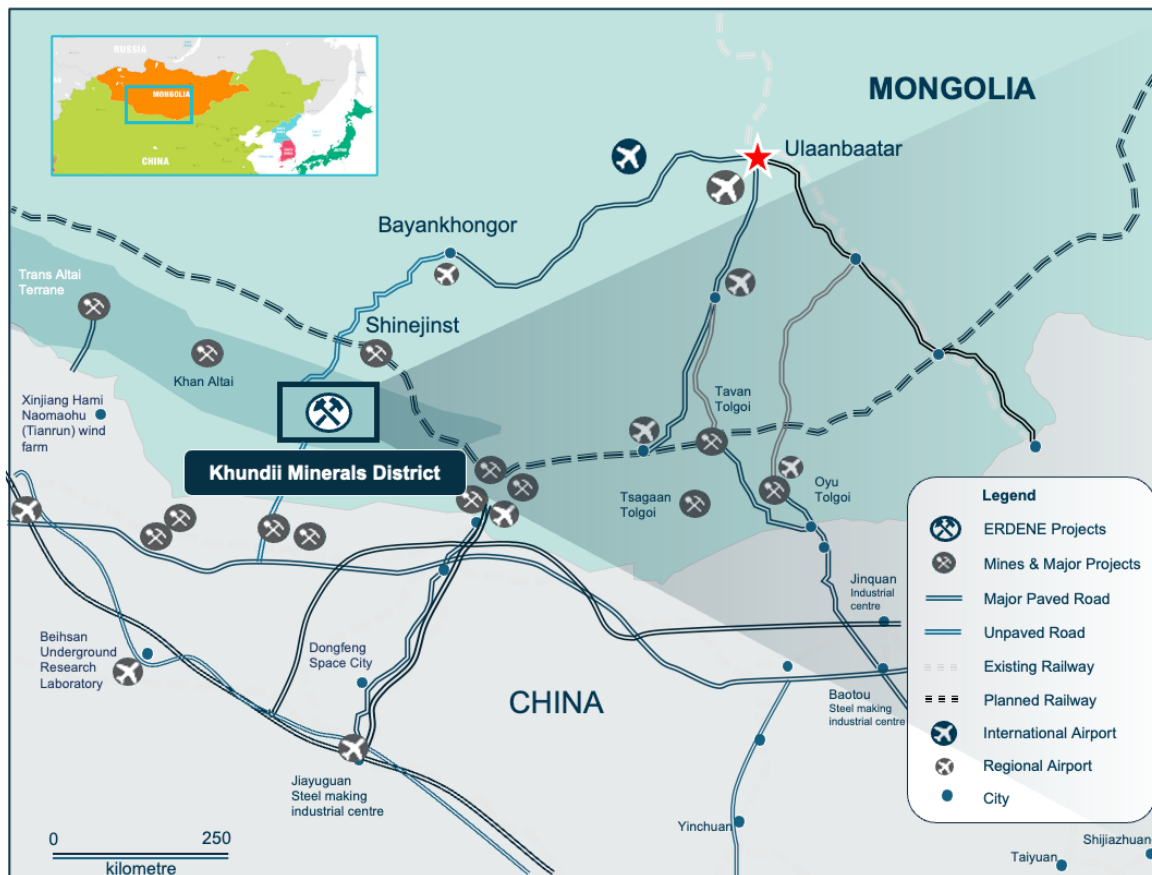 RUSSIA
MONGOLIA
CHINA
MONGOLIA
Ulaanbaatar
Bayankhongor
Trans Altai
Terrane
Shinejinst
Khan Altai
Xinjiang Hami
Naomaohu
(Tianrun) wind
farm
Khundii Minerals District
Tavan
Tolgoi
Tsagaan
Tolgoi
Oyu
Tolgoi
Jinquan
Industrial
centre
Beihsan
Underground
Research
Laboratory
Dongfeng
Space City
CHINA
Baotou
Steel making
industrial centre
Jiayuguan
Steel making
industrial centre
Yinchuan
Taiyuan
Shijiazhuan
Legend
ERDENE Projects
Mines & Major Projects
Major Paved Road
Unpaved Road
Existing Railway
Planned Railway
International Airport
Regional Airport
City
0 250
kilometre